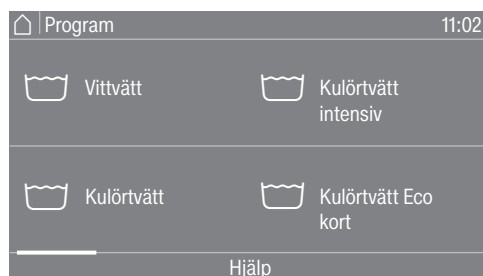 Program 11:02
Vittvätt
Kulörtvätt
intensiv
Kulörtvätt
Kulörtvätt Eco
kort
Hjälp